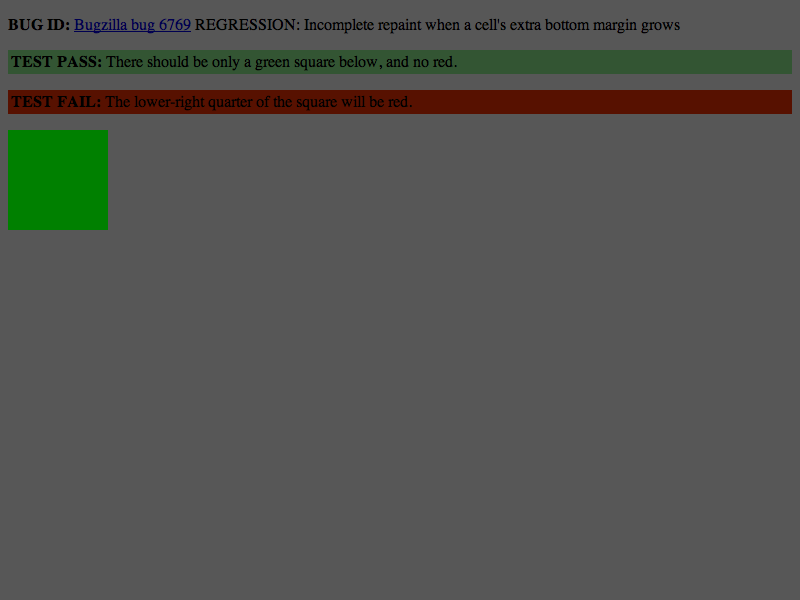 BUG ID: Bugzilla bug 6769 REGRESSION: Incomplete repaint when a cell's extra bottom margin grows
TEST PASS: There should be only a green square below, and no red.
TEST FAIL: The lower-right quarter of the square will be red.